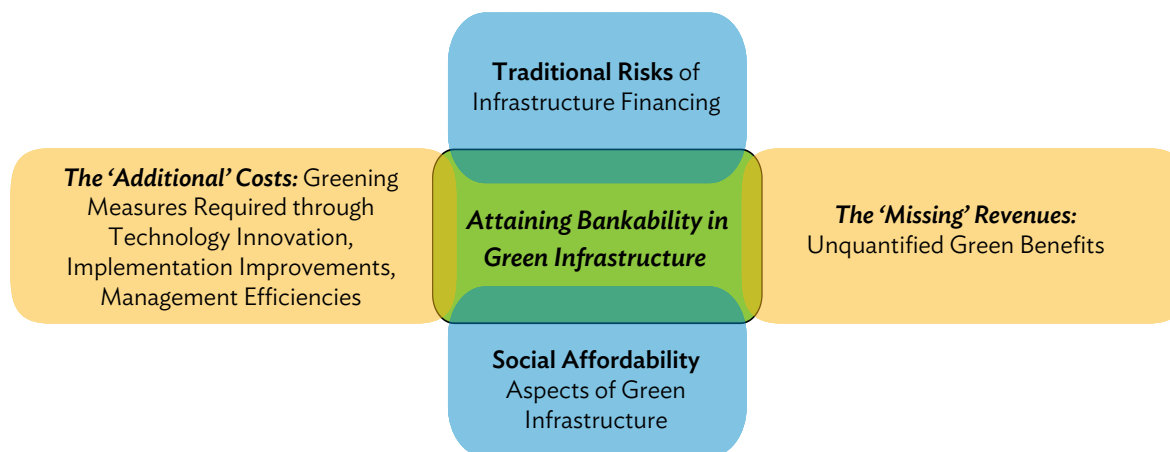 Traditional Risks of
Infrastructure Financing
The ‘Additional’ Costs: Greening
Measures Required through
Technology Innovation,
Implementation Improvements,
Management Efficiencies
Attaining Bankability in
Green Infrastructure
The ‘Missing’ Revenues:
Unquantified Green Benefits
Social Affordability
Aspects of Green
Infrastructure